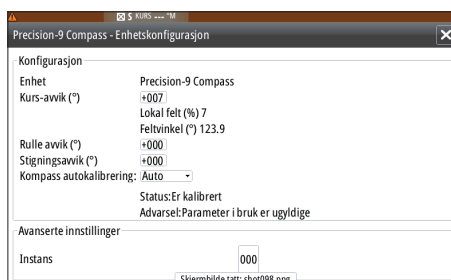 $ KURS --- °M
Precision-9 Compass - Enhetskonfigurasjon
Konfigurasjon
Enhet Precision-9 Compass
Kurs-avvik (°) +007
Lokal felt (%) 7
Feltvinkel (°) 123.9
Rulle avvik (°) +000
Stigningsavvik (°) +000
Kompass autokalibrering: Auto
Status:Er kalibrert
Advarsel:Parameter i bruk er ugyldige
Avanserte innstillinger
Instans 000
Skjermbilde tatt: shot098.png